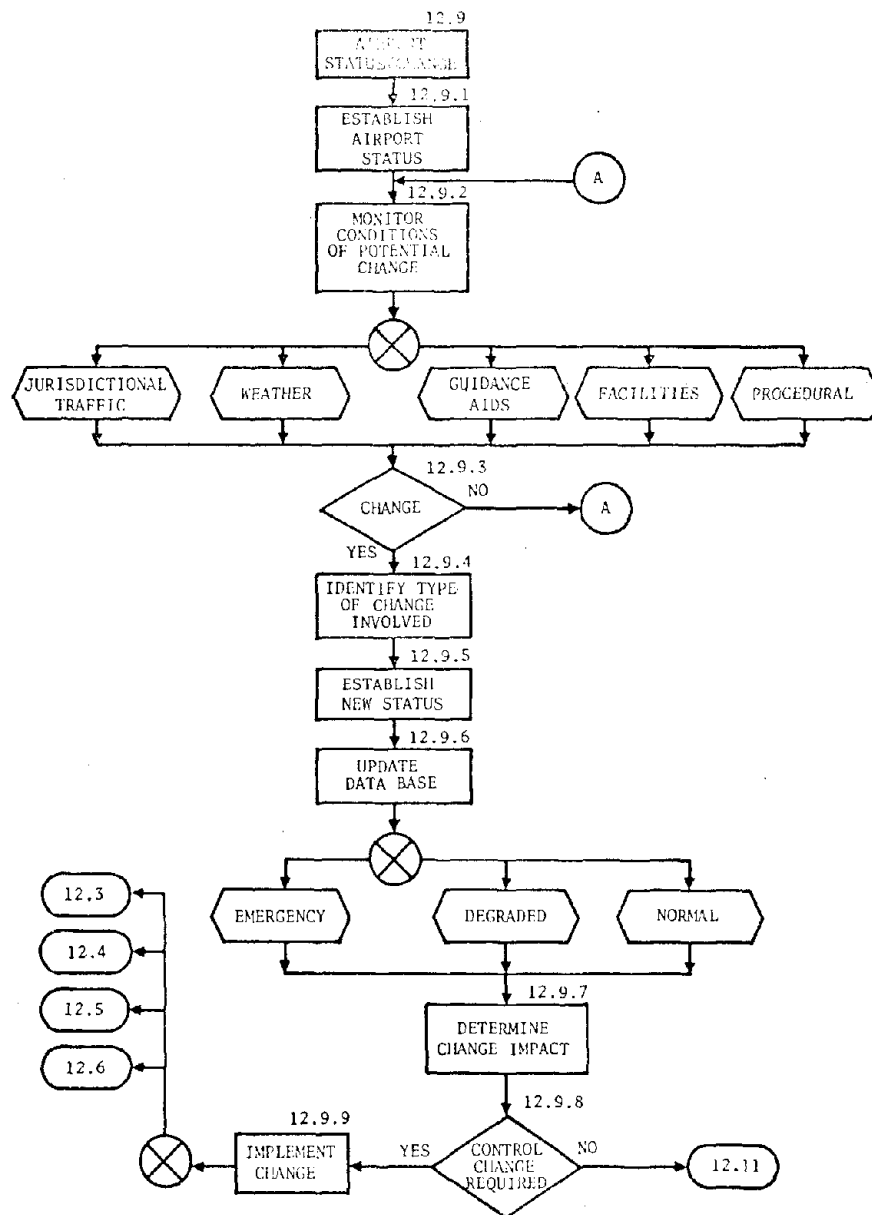 12.9
AIRPORT
STATUS/CHANGE
12.9.1
ESTABLISH
AIRPORT
STATUS
A
12.9.2
MONITOR
CONDITIONS
OF POTENTIAL
CHANGE
JURISDICTIONAL
TRAFFIC
WEATHER
GUIDANCE
AIDS
FACILITIES
PROCEDURAL
12.9.3
CHANGE
NO
A
YES
12.9.4
IDENTIFY TYPE
OF CHANGE
INVOLVED
12.9.5
ESTABLISH
NEW STATUS
12.9.6
UPDATE
DATA BASE
EMERGENCY
DEGRADED
NORMAL
12.3
12.4
12.5
12.6
12.9.7
DETERMINE
CHANGE IMPACT
12.9.8
CONTROL
CHANGE
REQUIRED
YES
NO
12.9.9
IMPLEMENT
CHANGE
12.11